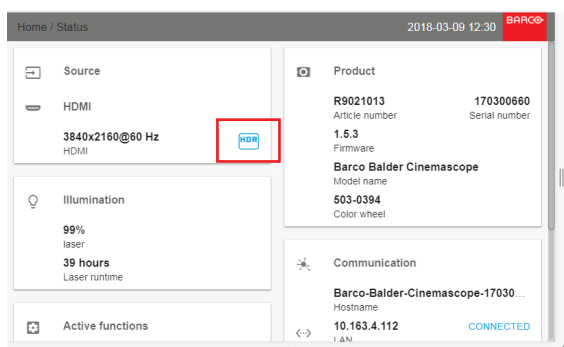 Home / Status
2018-03-09 12:30
BARCO
Source
HDMI
3840x2160@60 Hz
HDMI
HDR
Illumination
99%
laser
39 hours
Laser runtime
Active functions
Product
R9021013 170300660
Article number Serial number
1.5.3
Firmware
Barco Balder Cinemascope
Model name
503-0394
Color wheel
Communication
Barco-Balder-Cinemascope-17030...
Hostname
10.163.4.112 CONNECTED
LAN